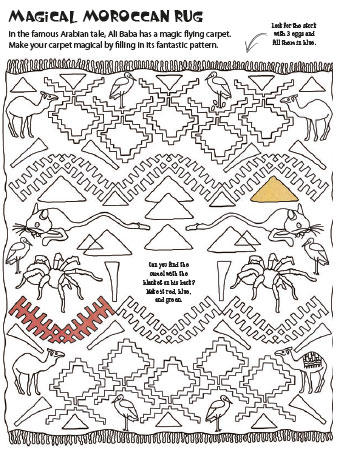 MAGICAL MOROCCAN RUG
In the famous Arabian tale, Ali Baba has a magic flying carpet.
Make your carpet magical by filling in its fantastic pattern.
Look for the stork
with 3 eggs and
fill them in blue.
Can you find the
camel with the
blanket on his back?
Make it red, blue,
and green.